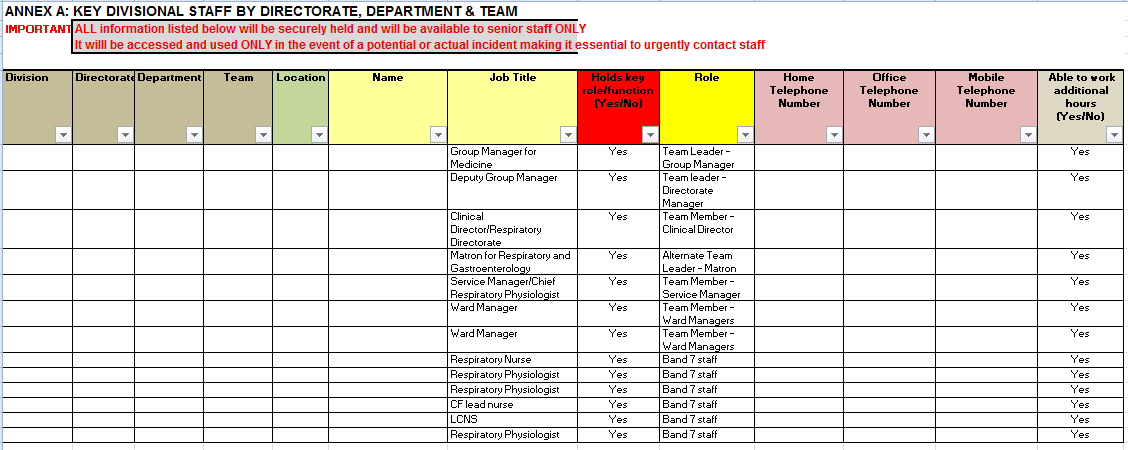 ANNEX A: KEY DIVISIONAL STAFF BY DIRECTORATE, DEPARTMENT & TEAM
IMPORTANT ALL information listed below will be securely held and will be available to senior staff ONLY
It willl be accessed and used ONLY in the event of a potential or actual incident making it essential to urgently contact staff
Division Directorate Department Team Location Name Job Title Holds key Role Home Office Mobile Able to work
role/function Telephone Telephone Telephone additional
(Yes/No) Number Number Number hours
(Yes/No)
Group Manager for Yes Team Leader - Yes
Medicine Group Manager
Deputy Group Manager Yes Team leader - Yes
Directorate
Manager
Clinical Yes Team Member - Yes
Director/Respiratory Clinical Director
Directorate
Matron for Respiratory and Yes Alternate Team Yes
Gastroenterology Leader - Matron
Service Manager/Chief Yes Team Member - Yes
Respiratory Physiologist Service Manager
Ward Manager Yes Team Member - Yes
Ward Managers
Ward Manager Yes Team Member - Yes
Ward Managers
Respiratory Nurse Yes Band 7 staff Yes
Respiratory Physiologist Yes Band 7 staff Yes
Respiratory Physiologist Yes Band 7 staff Yes
CF lead nurse Yes Band 7 staff Yes
LCNS Yes Band 7 staff Yes
Respiratory Physiologist Yes Band 7 staff Yes